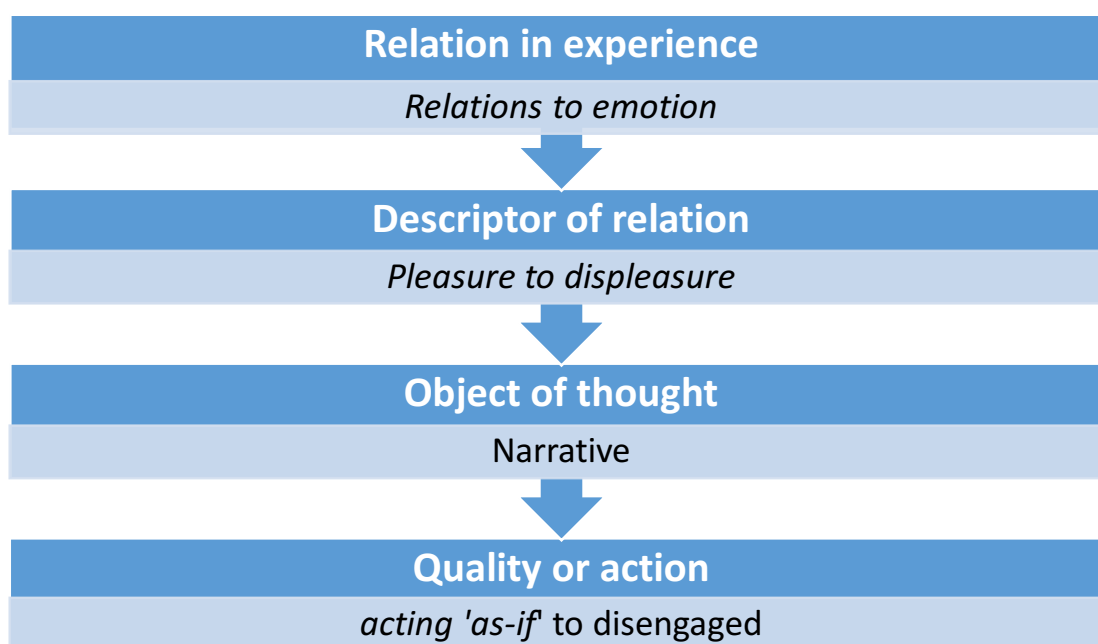 Relation in experience
Relations to emotion
Descriptor of relation
Pleasure to displeasure
Object of thought
Narrative
Quality or action
acting 'as-if' to disengaged